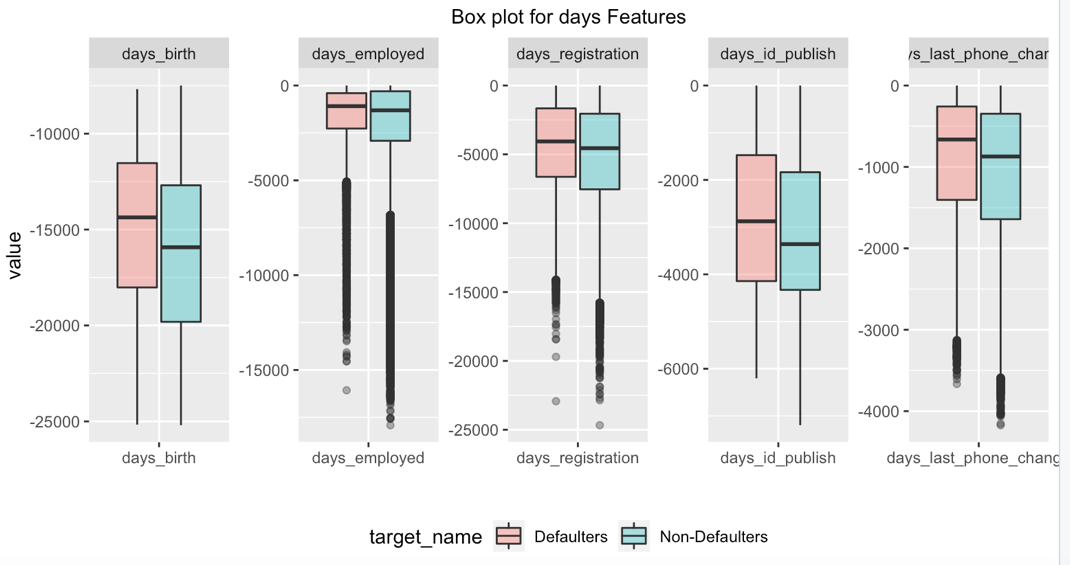 Box plot for days Features
days_birth
days_employed
days_registration
days_id_publish
ys_last_phone_char
value
-10000
-15000
-20000
-25000
0
-5000
-10000
-15000
0
-5000
-10000
-15000
-20000
-25000
0
-2000
-4000
-6000
0
-1000
-2000
-3000
-4000
days_birth
days_employed
days_registration
days_id_publish
days_last_phone_chang
target_name
Defaulters
Non-Defaulters